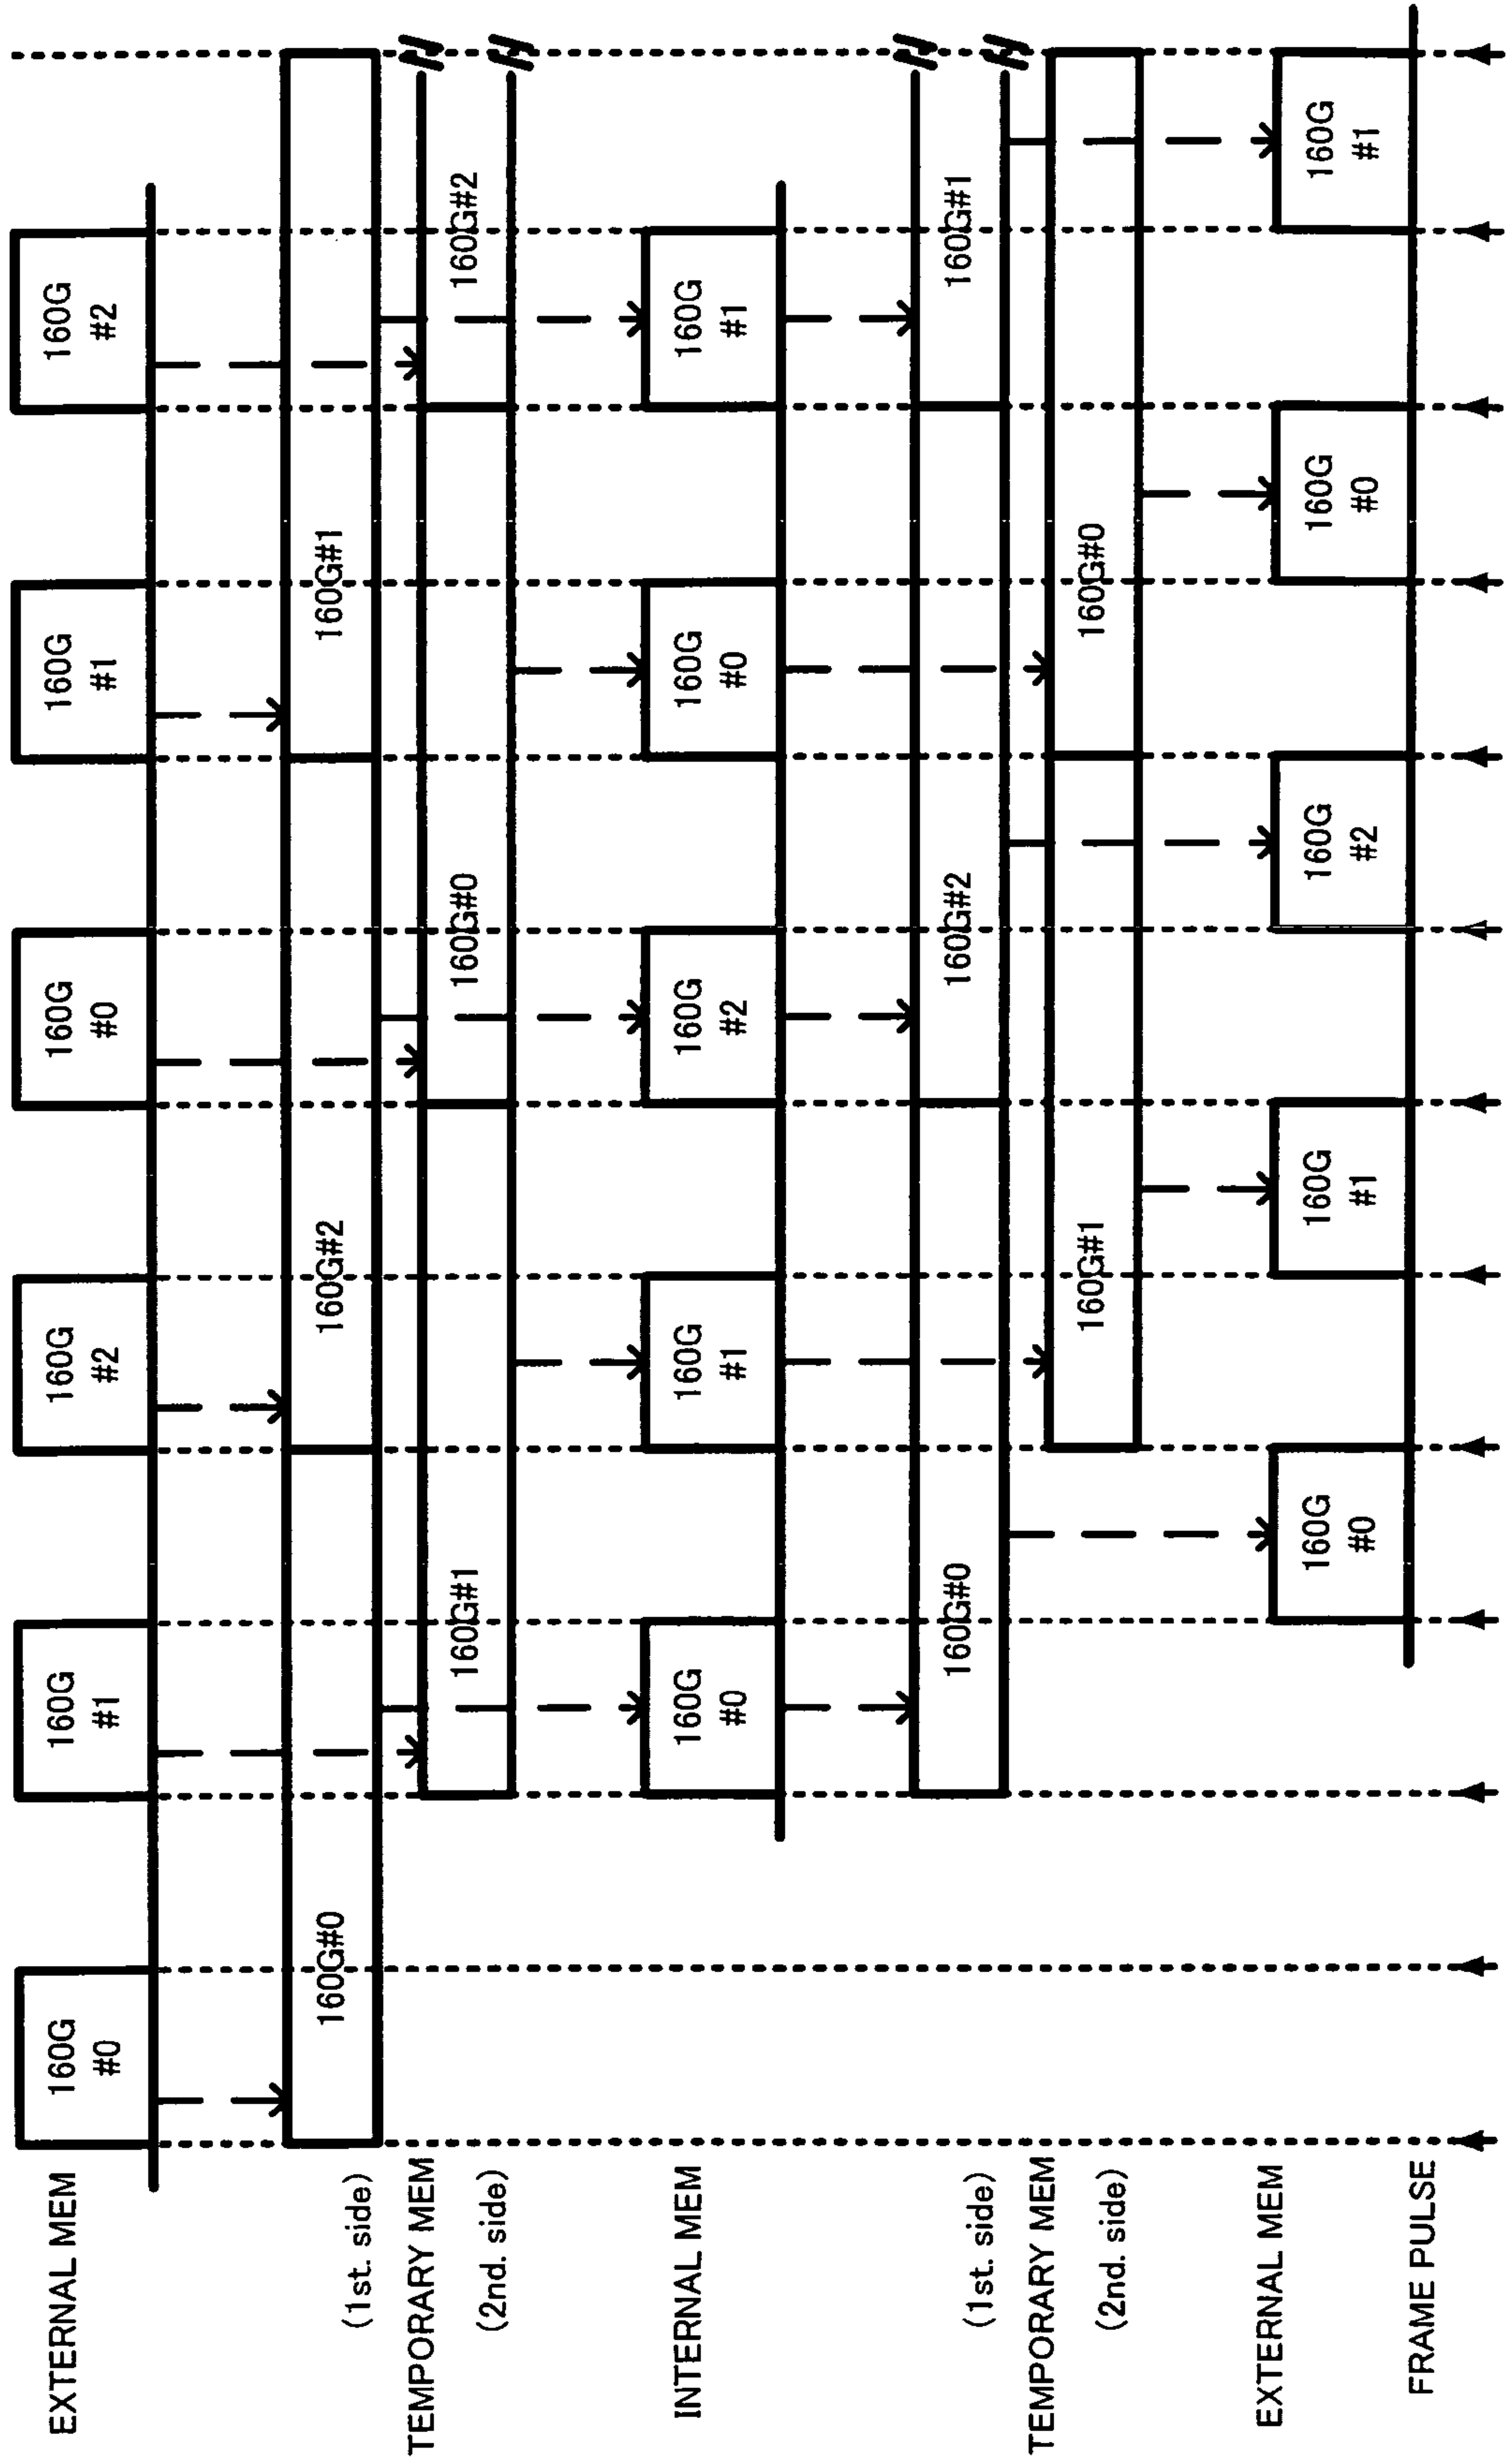 EXTERNAL MEM
160G
#0
160G
#1
160G
#2
160G
#0
160G
#1
160G
#2
(1st. side)
160G#0
160G#2
160G#1
TEMPORARY MEM
(2nd. side)
160G#1
160G#0
160G#2
INTERNAL MEM
160G
#0
160G
#1
160G
#2
160G
#0
160G
#1
(1st. side)
160G#0
160G#2
160G#1
TEMPORARY MEM
(2nd. side)
160G#1
160G#0
EXTERNAL MEM
160G
#0
160G
#1
160G
#2
160G
#0
160G
#1
FRAME PULSE